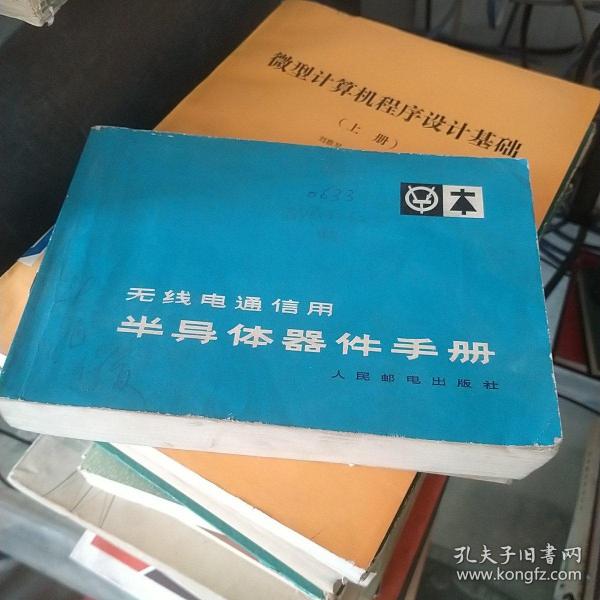 微型计算机程序设计基础
（上册）
0633
无线电通信用
半导体器件手册
人民邮电出版社
孔夫子旧书网
www.kongfz.com